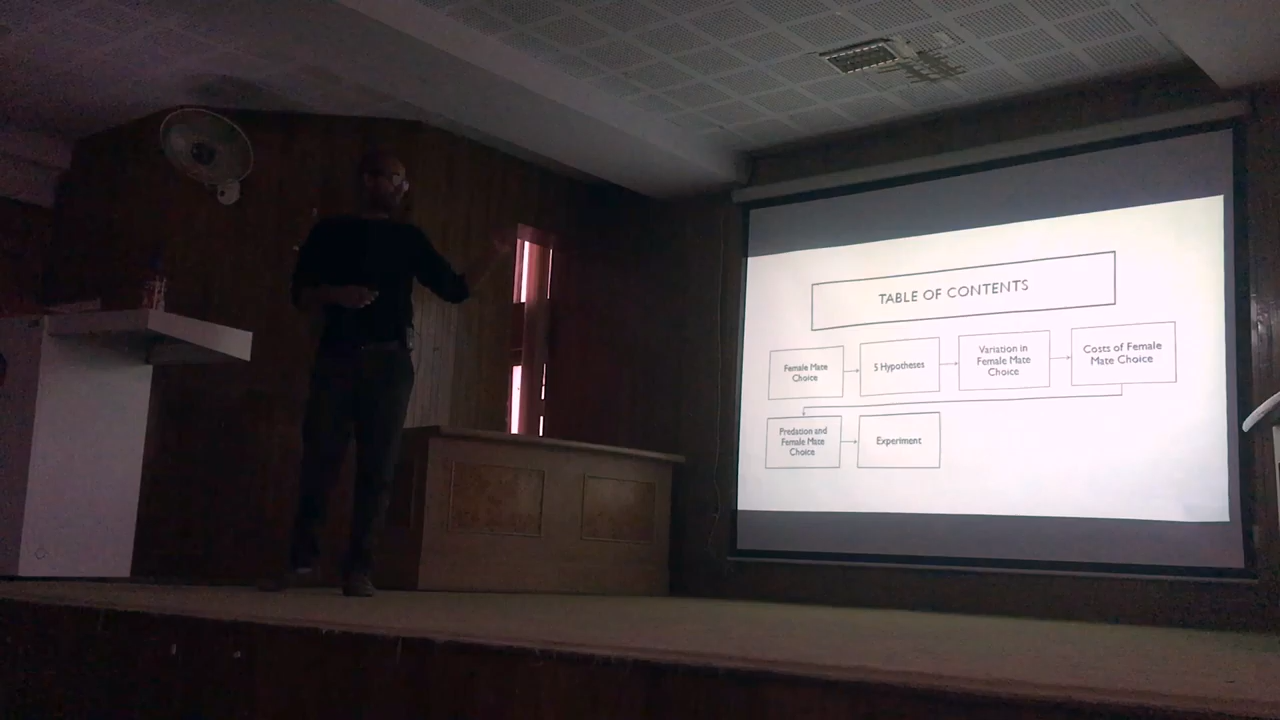 TABLE OF CONTENTS
Female Mate
Choice
5 Hypotheses
Variation in
Female Mate
Choice
Costs of Female
Mate Choice
Predation and
Female Mate
Choice
Experiment